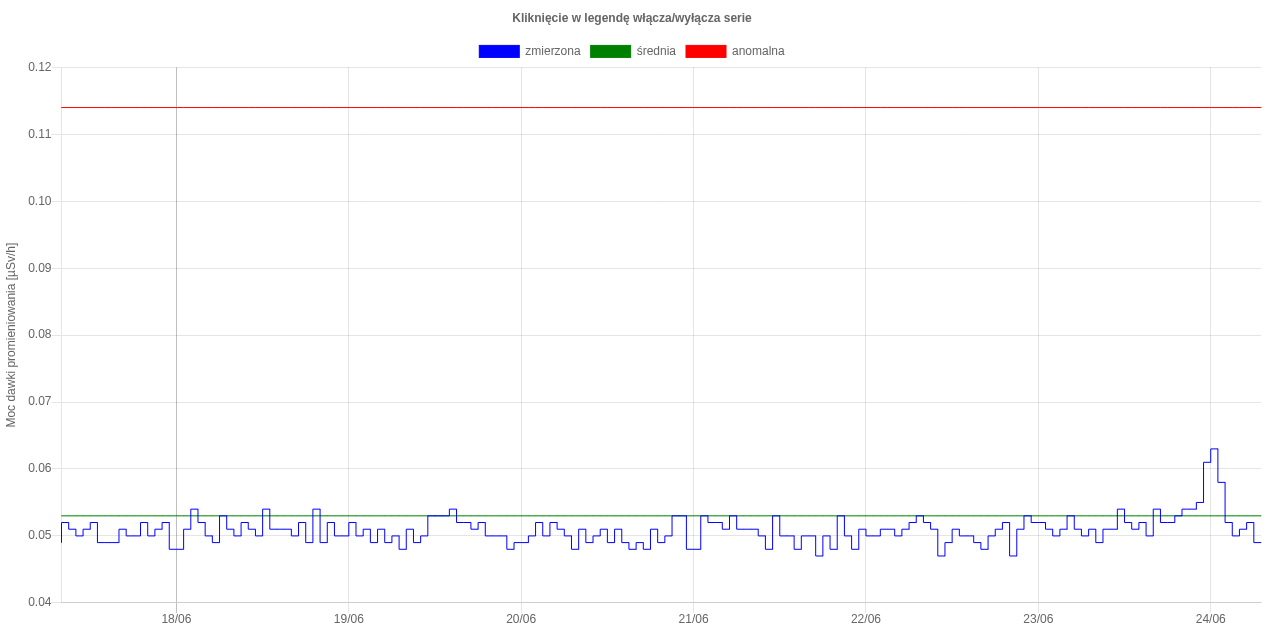 Kliknięcie w legendę włącza/wyłącza serie
zmierzona średnia anomalna
0.12
0.11
0.10
0.09
0.08
0.07
0.06
0.05
0.04
Moc dawki promieniowania [µSv/h]
18/06 19/06 20/06 21/06 22/06 23/06 24/06